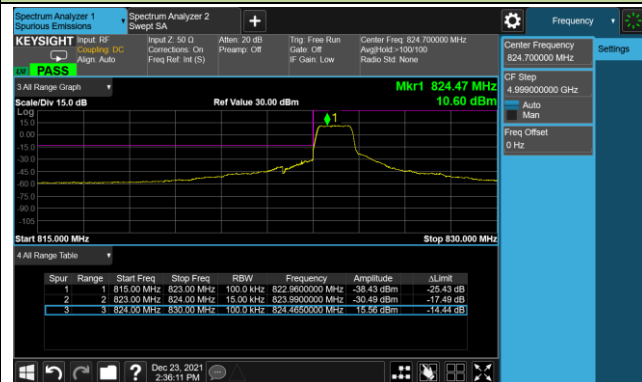 Spectrum Analyzer 1
Spurious Emissions
Spectrum Analyzer 2
Swept SA
+
Frequency
KEYSIGHT
Input: RF
Coupling: DC
Align: Auto
Input Z: 50 Ω
Corrections: On
Freq Ref: Int (S)
Atten: 20 dB
Preamp: Off
Trig: Free Run
Gate: Off
IF Gain: Low
Center Freq: 824.700000 MHz
Avg|Hold:>100/100
Radio Std: None
PASS
Center Frequency
824.700000 MHz
Settings
CF Step
4.999000000 GHz
Auto
Man
Freq Offset
0 Hz
3 All Range Graph
Mkr1 824.47 MHz
Scale/Div 15.0 dB
Ref Value 30.00 dBm
10.60 dBm
Log
15.0
0.00
-15.0
-30.0
-45.0
-60.0
-75.0
-90.0
-105
1
Start 815.000 MHz
Stop 830.000 MHz
4 All Range Table
Spur Range Start Freq Stop Freq RBW Frequency Amplitude ΔLimit
1 1 815.00 MHz 823.00 MHz 100.0 kHz 822.9600000 MHz -38.43 dBm -25.43 dB
2 2 823.00 MHz 824.00 MHz 15.00 kHz 823.9900000 MHz -30.49 dBm -17.49 dB
3 3 824.00 MHz 830.00 MHz 100.0 kHz 824.4650000 MHz 15.56 dBm -14.44 dB
?
Dec 23, 2021
2:36:11 PM